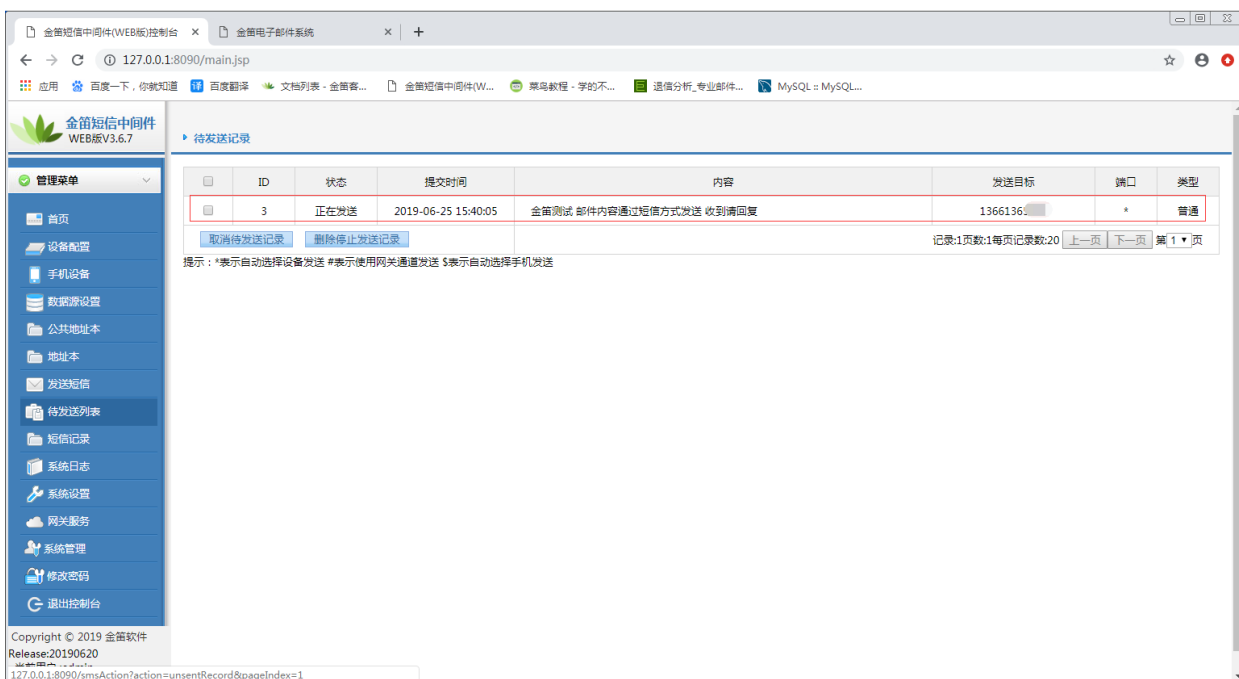 金笛短信中间件(WEB版)控制台
金笛电子邮件系统
127.0.0.1:8090/main.jsp
应用 百度一下，你就知道 百度翻译 文档列表 - 金笛客... 金笛短信中间件(W... 菜鸟教程 - 学的不... 退信分析_专业邮件... MySQL :: MySQL...
金笛短信中间件
WEB版V3.6.7
待发送记录
管理菜单
首页
设备配置
手机设备
数据源设置
公共地址本
地址本
发送短信
待发送列表
短信记录
系统日志
系统设置
网关服务
系统管理
修改密码
退出控制台
ID 状态 提交时间 内容 发送目标 端口 类型
3 正在发送 2019-06-25 15:40:05 金笛测试 邮件内容通过短信方式发送 收到请回复 1366136 * 普通
取消待发送记录 删除停止发送记录 记录:1页数:1每页记录数:20 上一页 下一页 第 1 页
提示：*表示自动选择设备发送 #表示使用网关通道发送 $表示自动选择手机发送
Copyright © 2019 金笛软件
Release:20190620
127.0.0.1:8090/smsAction?action=unsentRecord&pageIndex=1